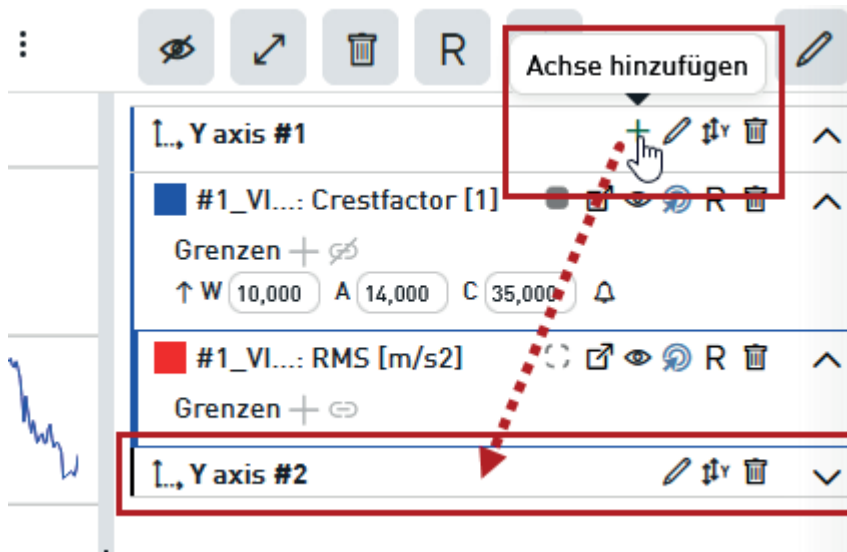 R
Achse hinzufügen
Y axis #1
Y
#1_VI...: Crestfactor [1]
R
Grenzen
↑ W 10,000 A 14,000 C 35,000
#1_VI...: RMS [m/s2]
R
Grenzen
Y axis #2
Y